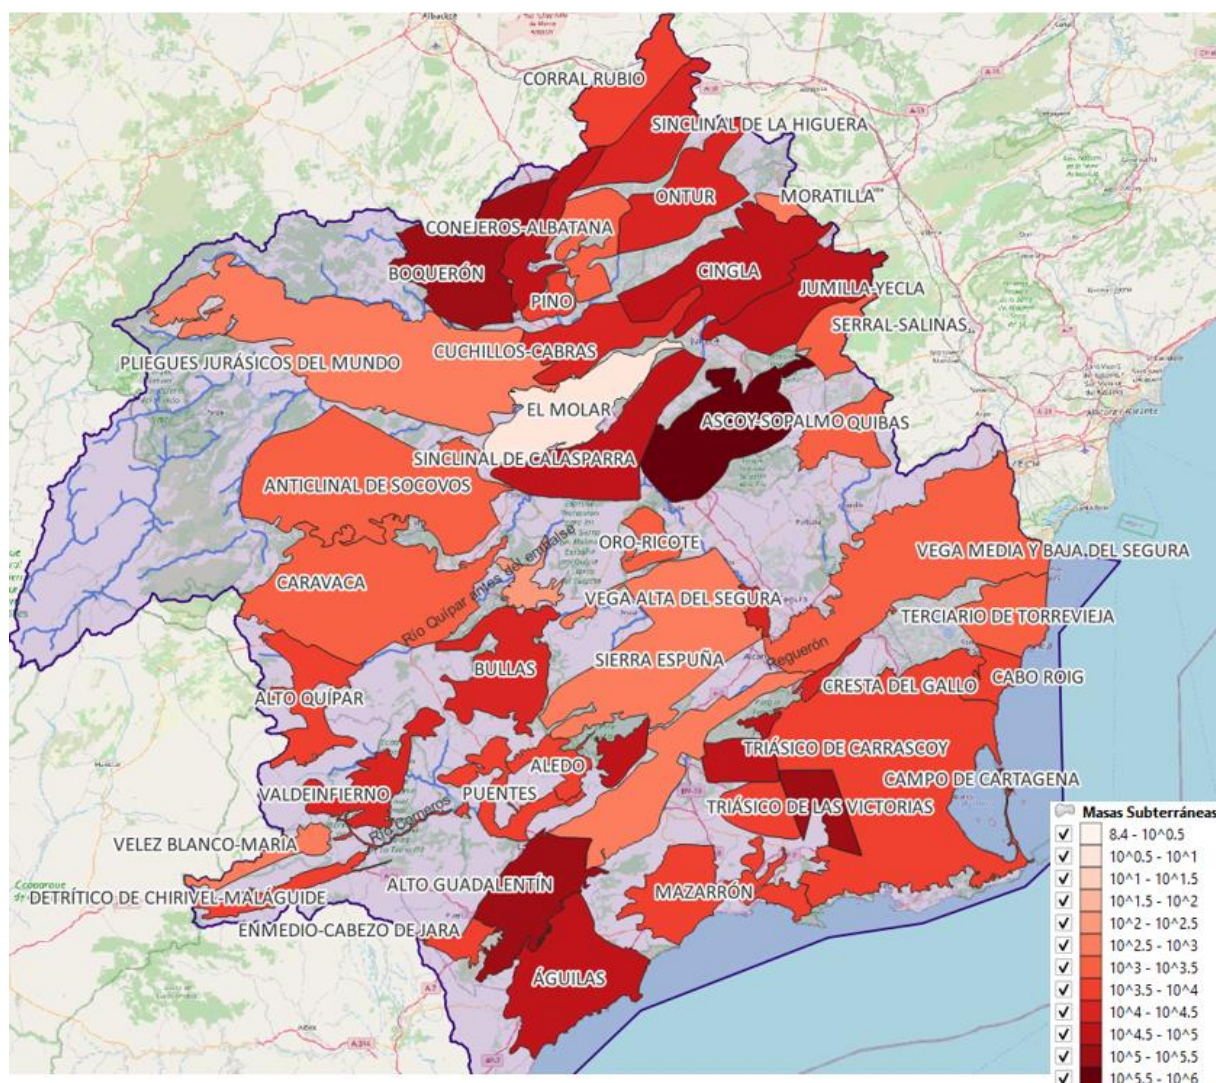 Albacete
A-35
CORRAL RUBIO
SINCLINAL DE LA HIGUERA
ONTUR
MORATILLA
CONEJEROS-ALBATANA
BOQUERÓN
CINGLA
PINO
JUMILLA-YECLA
SERRAL-SALINAS
CUCHILLOS-CABRAS
PLIEGUES JURÁSICOS DEL MUNDO
EL MOLAR
ASCOY-SOPALMO
QUIBAS
SINCLINAL DE CALASPARRA
ANTICLINAL DE SOCOVOS
ORO-RICOTE
VEGA MEDIA Y BAJA DEL SEGURA
CARAVACA
Río Quípar antes del embalse
VEGA ALTA DEL SEGURA
TERCIARIO DE TORREVIEJA
SIERRA ESPUÑA
Reguerón
BULLAS
CABO ROIG
CRESTA DEL GALLO
ALTO QUÍPAR
TRIÁSICO DE CARRASCOY
ALEDO
CAMPO DE CARTAGENA
VALDEINFIERNO
PUENTES
TRIÁSICO DE LAS VICTORIAS
Río Corneros
VELEZ BLANCO-MARÍA
ALTO GUADALENTÍN
MAZARRÓN
DETRÍTICO DE CHIRIVEL-MALÁGUIDE
ENMEDIO-CABEZO DE JARA
ÁGUILAS
A-7
Masas Subterráneas
8.4 - 10^0.5
10^0.5 - 10^1
10^1 - 10^1.5
10^1.5 - 10^2
10^2 - 10^2.5
10^2.5 - 10^3
10^3 - 10^3.5
10^3.5 - 10^4
10^4 - 10^4.5
10^4.5 - 10^5
10^5 - 10^5.5
10^5.5 - 10^6